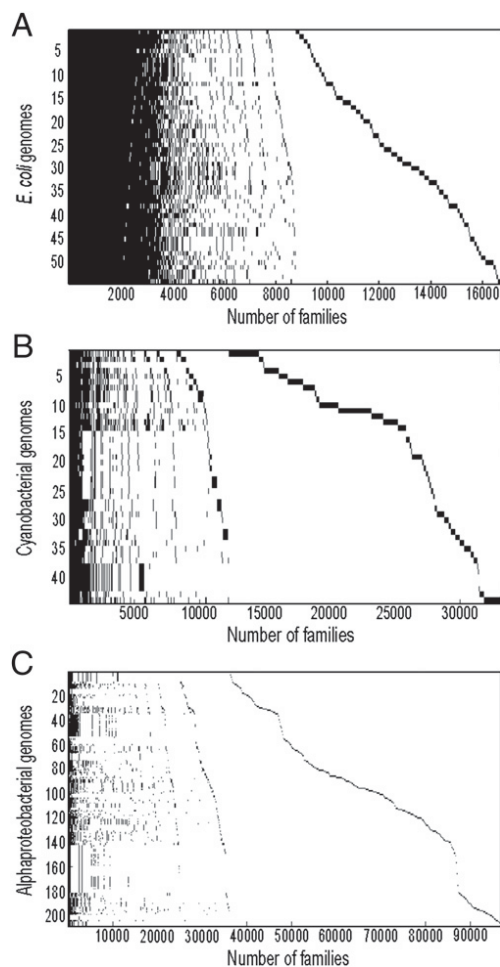 A
5
10
15
20
25
30
35
40
45
50
E. coli genomes
2000 4000 6000 8000 10000 12000 14000 16000
Number of families
B
5
10
15
20
25
30
35
40
Cyanobacterial genomes
5000 10000 15000 20000 25000 30000
Number of families
C
20
40
60
80
100
120
140
160
180
200
Alphaproteobacterial genomes
10000 20000 30000 40000 50000 60000 70000 80000 90000
Number of families